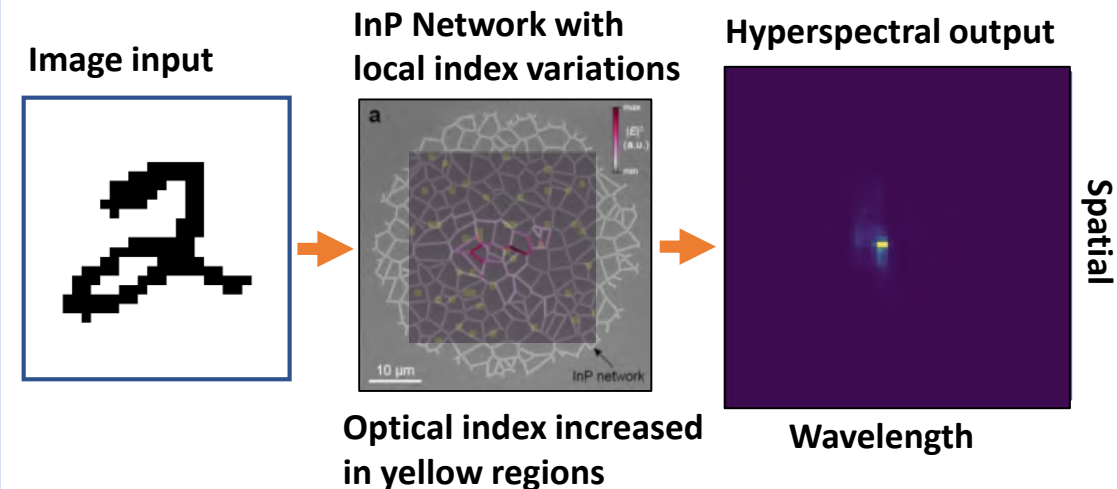 Image input
InP Network with
local index variations
Hyperspectral output
a
max
|E|²
(a.u.)
min
10 µm
InP network
Spatial
Optical index increased
in yellow regions
Wavelength